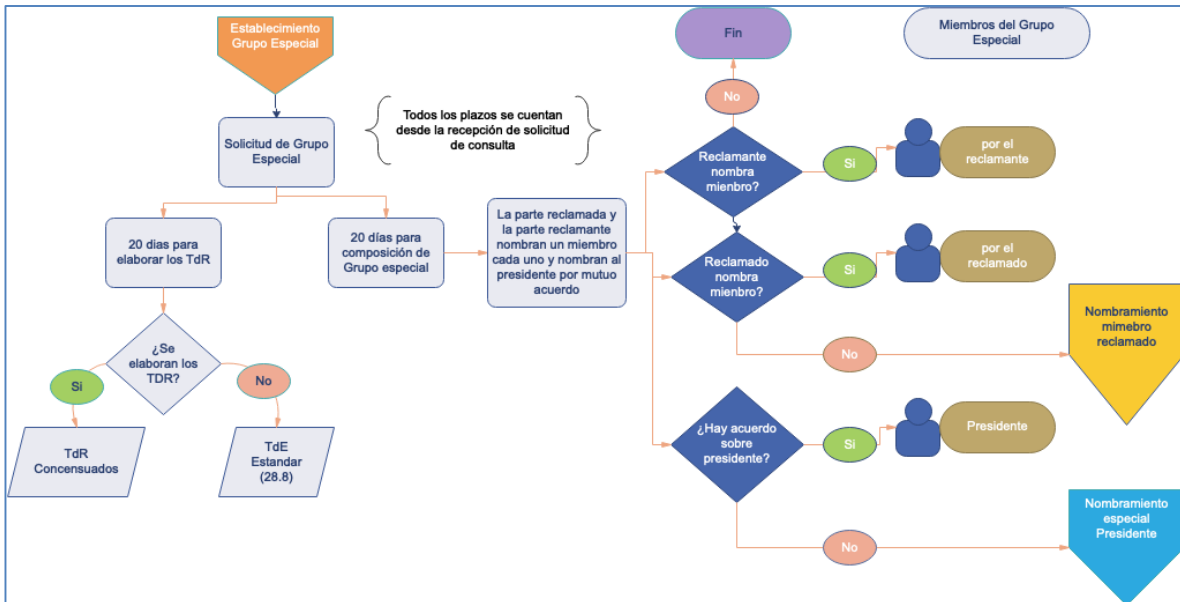 Establecimiento
Grupo Especial
Fin
Miembros del Grupo
Especial
No
Todos los plazos se cuentan
desde la recepción de solicitud
de consulta
Solicitud de Grupo
Especial
Reclamante
nombra
mienbro?
Si
por el
reclamante
20 dias para
elaborar los TdR
20 días para
composición de
Grupo especial
La parte reclamada y
la parte reclamante
nombran un miembro
cada uno y nombran al
presidente por mutuo
acuerdo
Reclamado
nombra
miembro?
Si
por el
reclamado
Nombramiento
mimebro
reclamado
No
¿Se
elaboran los
TDR?
Si
No
TdR
Concensuados
TdE
Estandar
(28.8)
¿Hay acuerdo
sobre
presidente?
Si
Presidente
Nombramiento
especial
Presidente
No